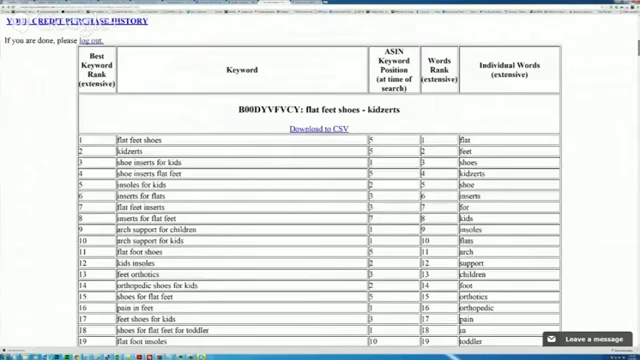 YOUR CREDIT PURCHASE HISTORY
If you are done, please log out.
Best Keyword Rank (extensive) Keyword ASIN Keyword Position (at time of search) Words Rank (extensive) Individual Words (extensive)
B00DYVFVCY: flat feet shoes - kidzerts
Download to CSV
1 flat feet shoes 5 1 flat
2 kidzerts 5 2 feet
3 shoe inserts for kids 1 3 shoes
4 shoe inserts flat feet 5 4 kidzerts
5 insoles for kids 2 5 shoe
6 inserts for flats 3 6 inserts
7 flat feet inserts 3 7 for
8 inserts for flat feet 7 8 kids
9 arch support for children 1 9 insoles
10 arch support for kids 1 10 flats
11 flat foot shoes 5 11 arch
12 kids insoles 2 12 support
13 feet orthotics 3 13 children
14 orthopedic shoes for kids 2 14 foot
15 shoes for flat feet 5 15 orthotics
16 pain in feet 1 16 orthopedic
17 feet shoes for kids 3 17 pain
18 shoes for flat feet for toddler 1 18 in
19 flat foot insoles 10 19 toddler
Leave a message